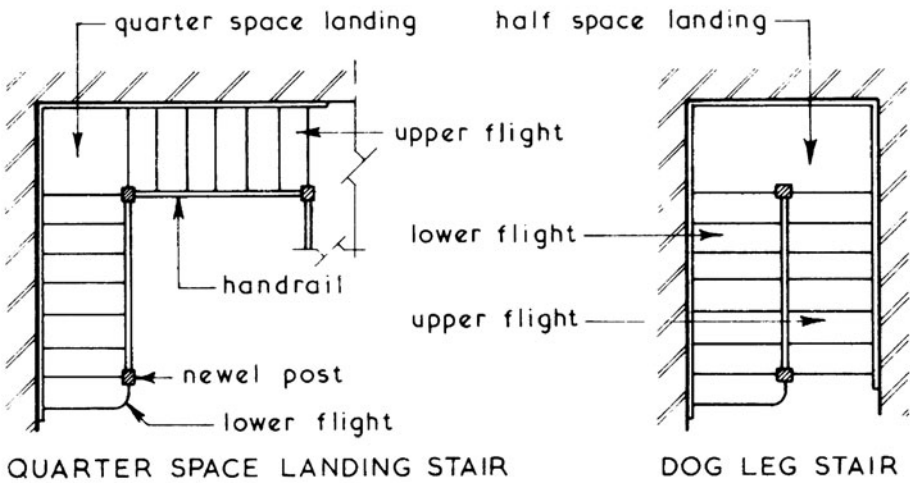 quarter space landing
half space landing
upper flight
lower flight
handrail
upper flight
newel post
lower flight
QUARTER SPACE LANDING STAIR
DOG LEG STAIR